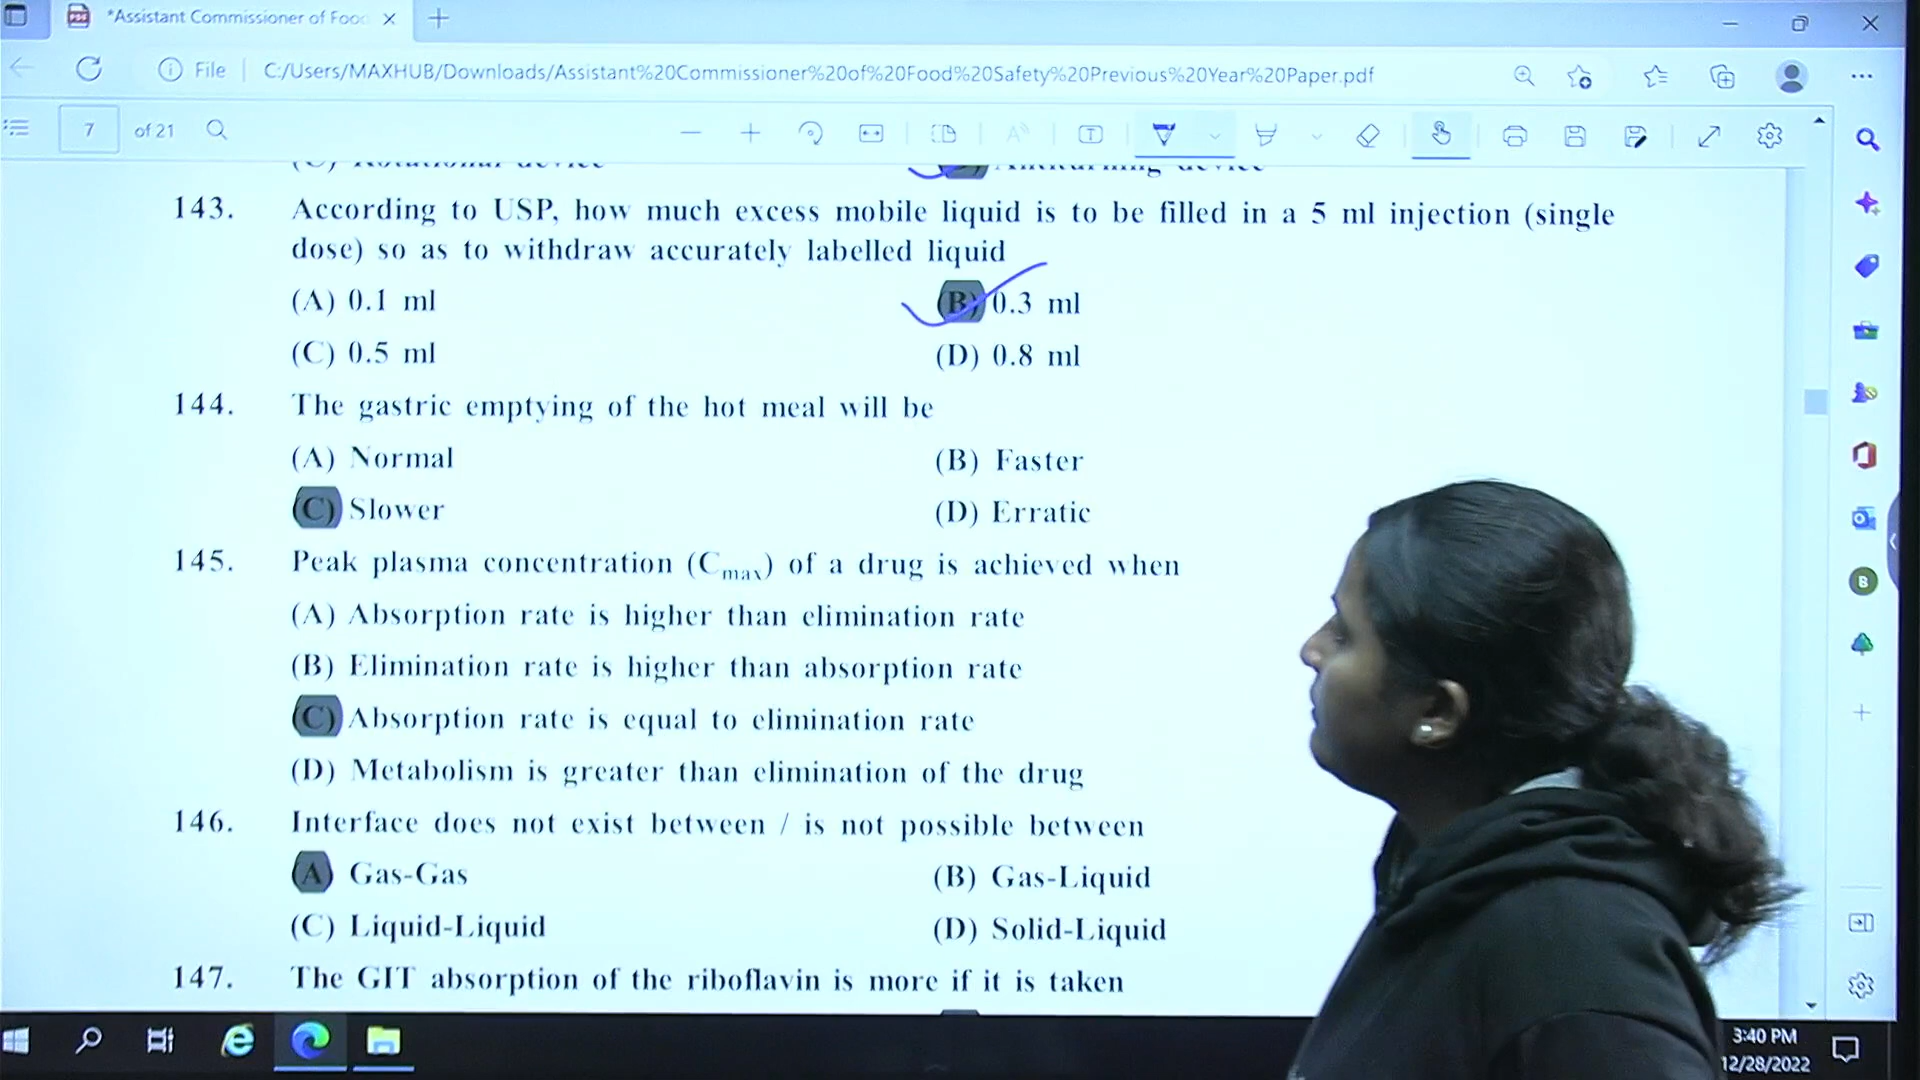 *Assistant Commissioner of Food
File C:/Users/MAXHUB/Downloads/Assistant%20Commissioner%20of%20Food%20Safety%20Previous%20Year%20Paper.pdf
7 of 21
(C) Rotational device (D) Antiturning device
143. According to USP, how much excess mobile liquid is to be filled in a 5 ml injection (single
dose) so as to withdraw accurately labelled liquid
(A) 0.1 ml (B) 0.3 ml
(C) 0.5 ml (D) 0.8 ml
144. The gastric emptying of the hot meal will be
(A) Normal (B) Faster
(C) Slower (D) Erratic
145. Peak plasma concentration (Cmax) of a drug is achieved when
(A) Absorption rate is higher than elimination rate
(B) Elimination rate is higher than absorption rate
(C) Absorption rate is equal to elimination rate
(D) Metabolism is greater than elimination of the drug
146. Interface does not exist between / is not possible between
(A) Gas-Gas (B) Gas-Liquid
(C) Liquid-Liquid (D) Solid-Liquid
147. The GIT absorption of the riboflavin is more if it is taken
3:40 PM
12/28/2022